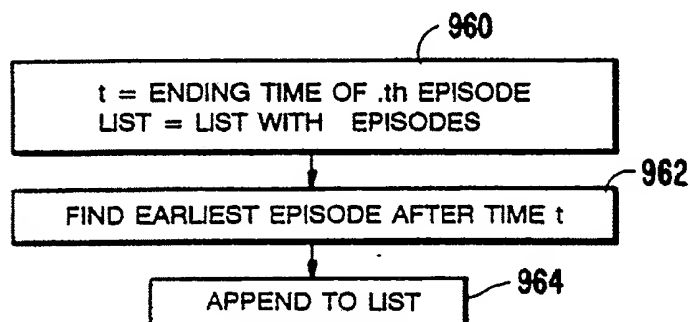 960
t = ENDING TIME OF .th EPISODE
LIST = LIST WITH EPISODES
962
FIND EARLIEST EPISODE AFTER TIME t
964
APPEND TO LIST